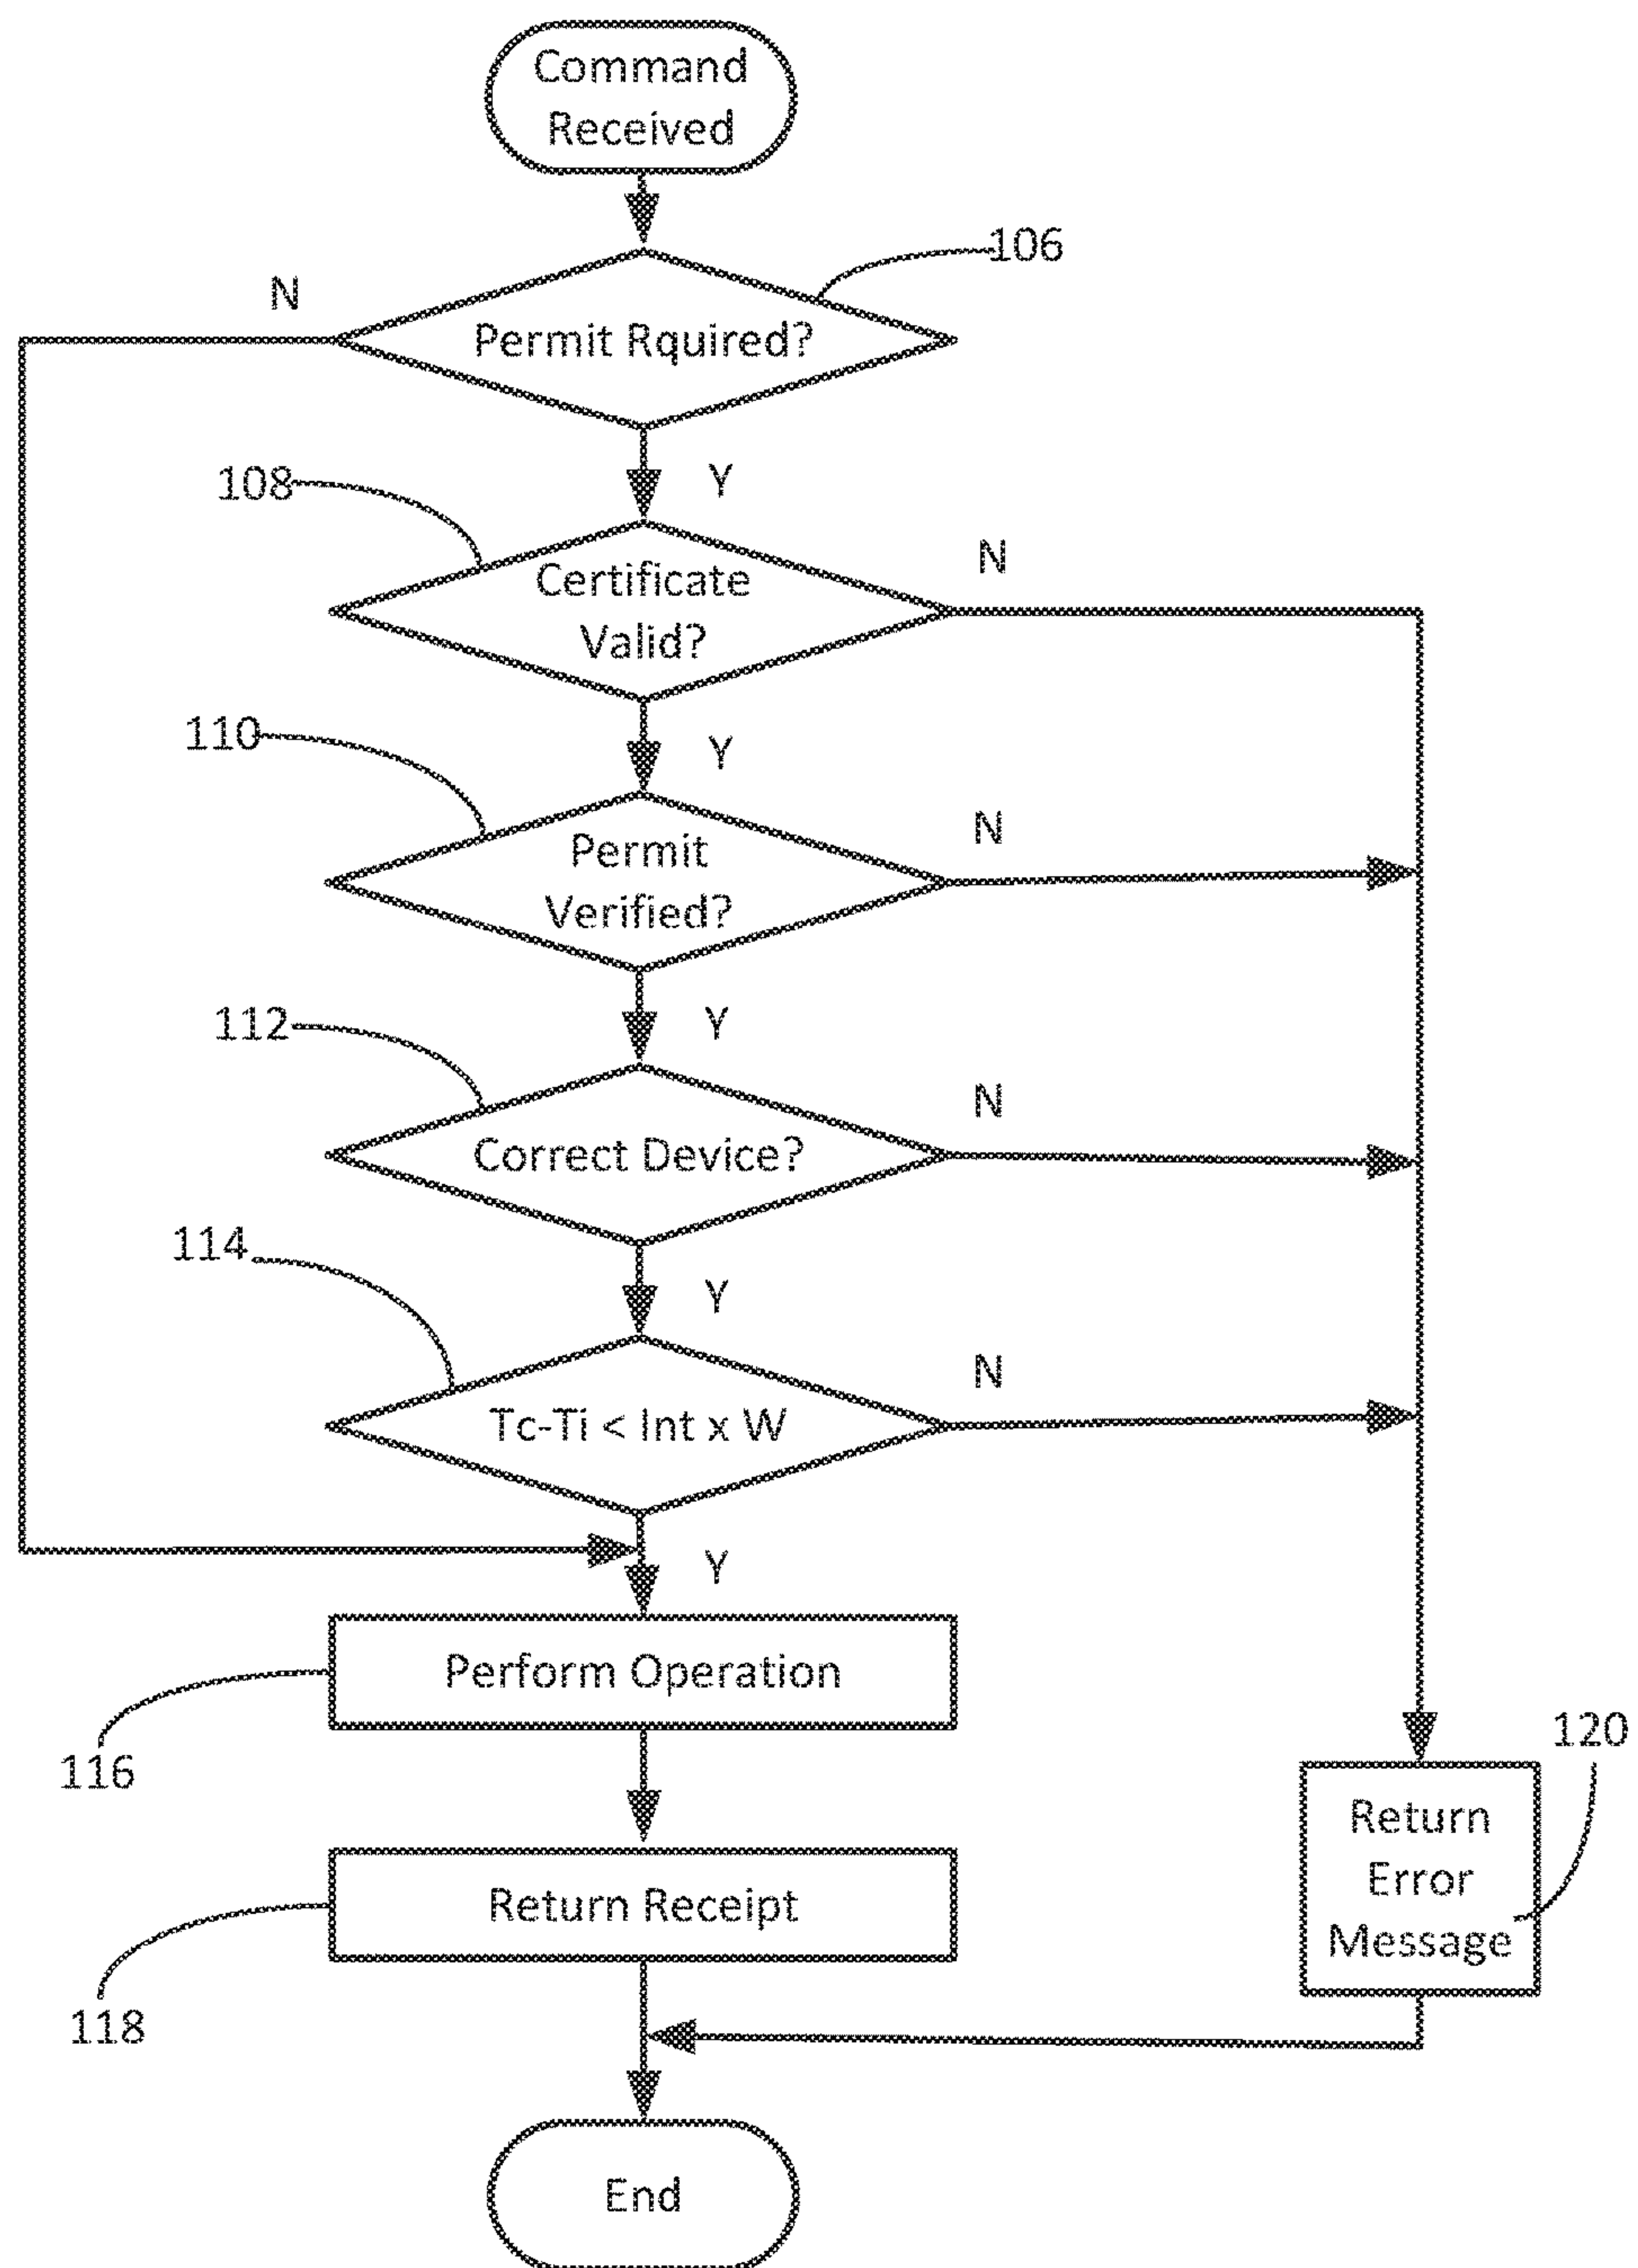 Command
Received
106
N
Permit Rquired?
Y
108
N
Certificate
Valid?
110
Y
N
Permit
Verified?
112
Y
N
Correct Device?
114
Y
N
Tc-Ti < Int x W
Y
Perform Operation
116
120
Return
Error
Message
Return Receipt
118
End